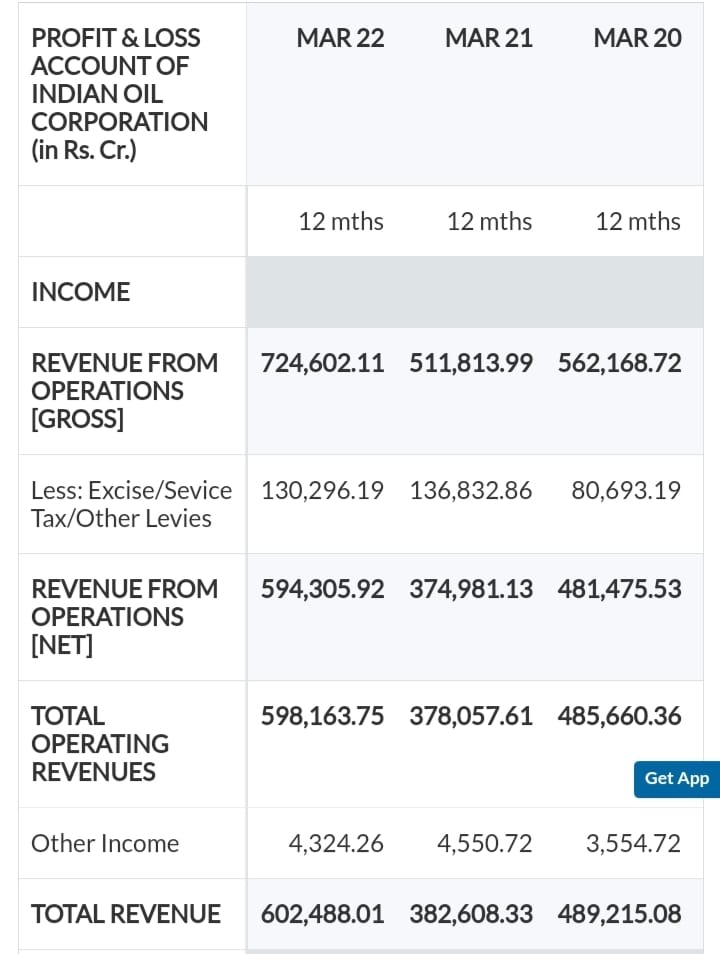 PROFIT & LOSS MAR 22 MAR 21 MAR 20
ACCOUNT OF
INDIAN OIL
CORPORATION
(in Rs. Cr.)
12 mths 12 mths 12 mths
INCOME
REVENUE FROM 724,602.11 511,813.99 562,168.72
OPERATIONS
[GROSS]
Less: Excise/Sevice 130,296.19 136,832.86 80,693.19
Tax/Other Levies
REVENUE FROM 594,305.92 374,981.13 481,475.53
OPERATIONS
[NET]
TOTAL 598,163.75 378,057.61 485,660.36
OPERATING
REVENUES
Get App
Other Income 4,324.26 4,550.72 3,554.72
TOTAL REVENUE 602,488.01 382,608.33 489,215.08